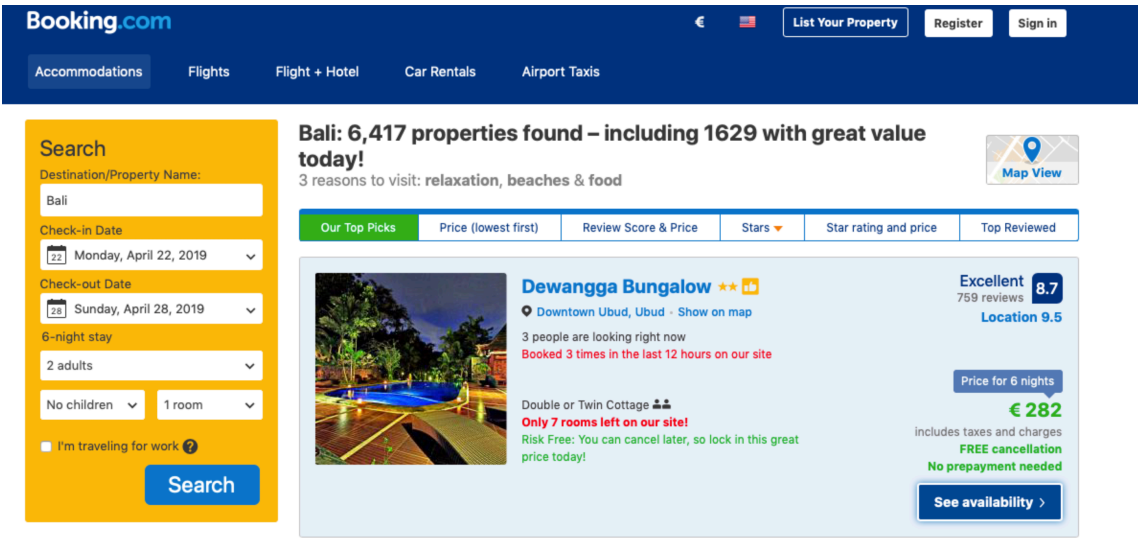 Booking.com
€
List Your Property
Register
Sign in
Accommodations
Flights
Flight + Hotel
Car Rentals
Airport Taxis
Search
Destination/Property Name:
Bali
Check-in Date
22
Monday, April 22, 2019
Check-out Date
28
Sunday, April 28, 2019
6-night stay
2 adults
No children
1 room
I'm traveling for work ?
Search
Bali: 6,417 properties found – including 1629 with great value
today!
3 reasons to visit: relaxation, beaches & food
Map View
Our Top Picks
Price (lowest first)
Review Score & Price
Stars
Star rating and price
Top Reviewed
Dewangga Bungalow
Downtown Ubud, Ubud - Show on map
3 people are looking right now
Booked 3 times in the last 12 hours on our site
Double or Twin Cottage
Only 7 rooms left on our site!
Risk Free: You can cancel later, so lock in this great
price today!
Excellent
759 reviews
8.7
Location 9.5
Price for 6 nights
€ 282
includes taxes and charges
FREE cancellation
No prepayment needed
See availability >